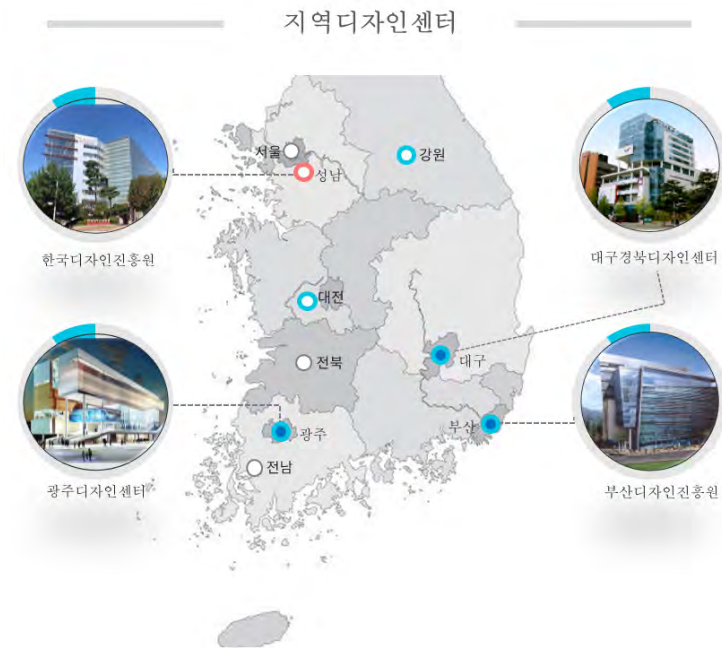 지역디자인센터
서울
강원
성남
한국디자인진흥원
대구경북디자인센터
대전
전북
대구
부산
광주
전남
광주디자인센터
부산디자인진흥원